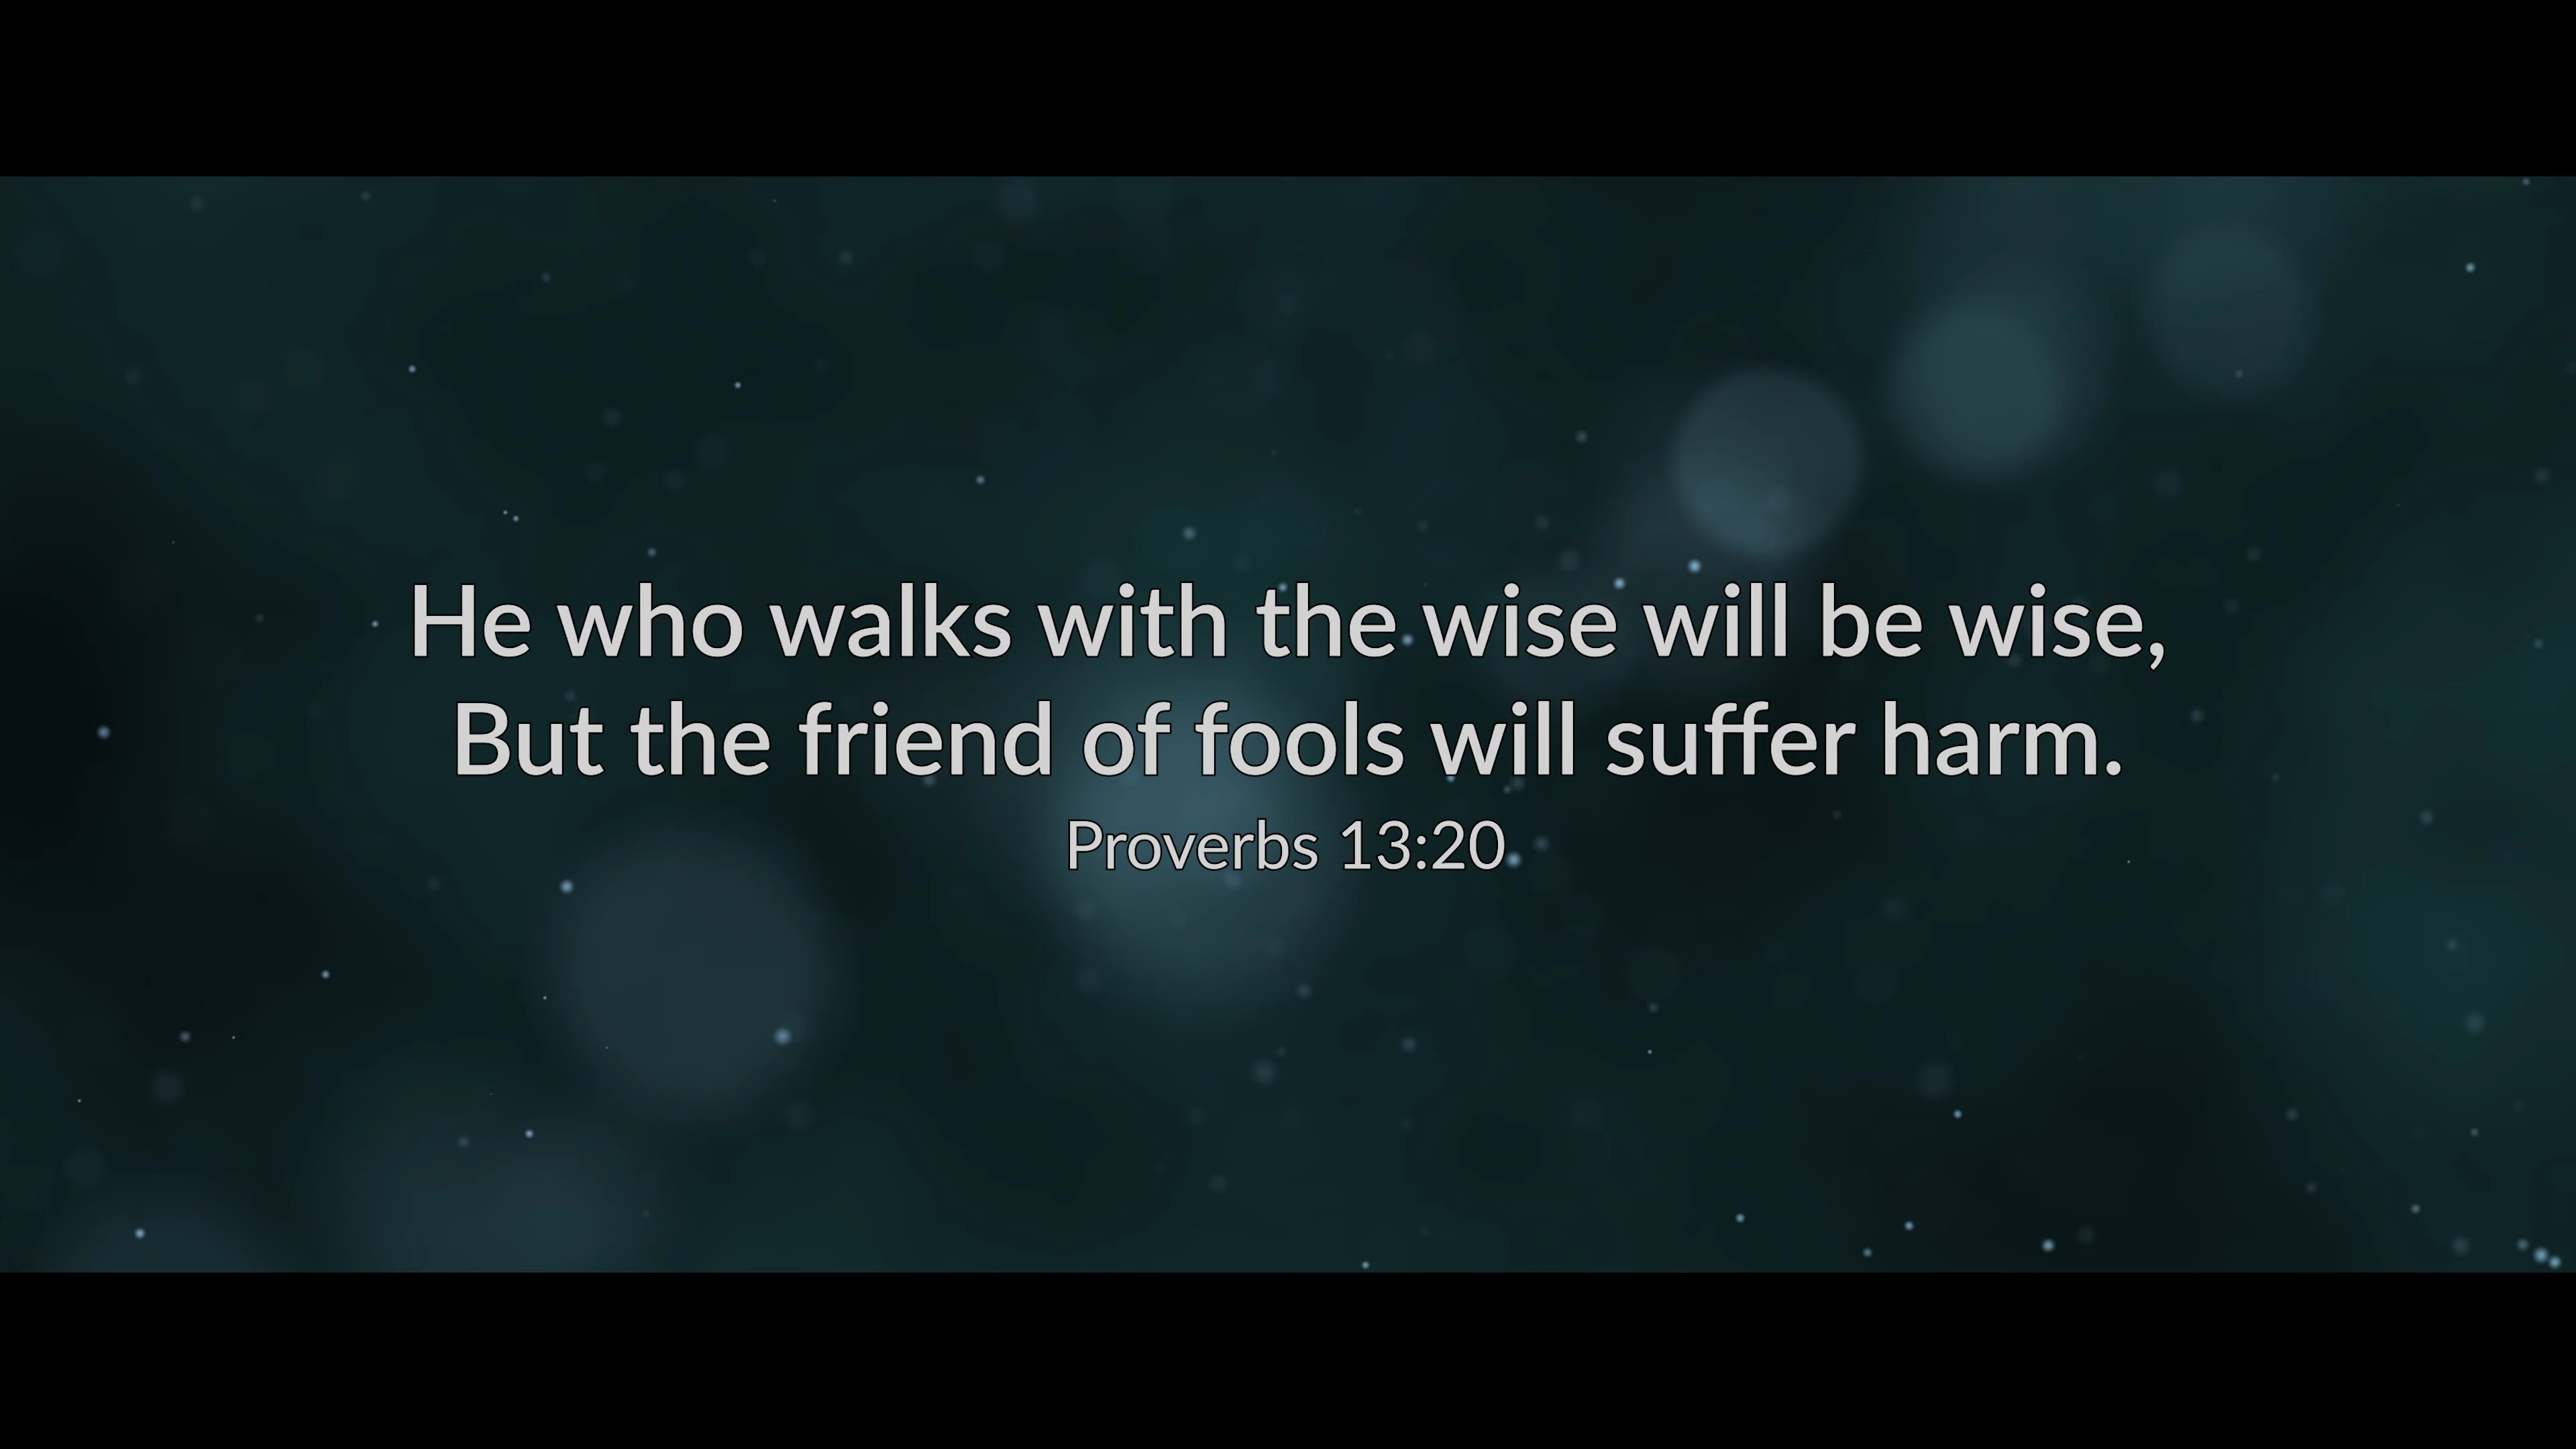 He who walks with the wise will be wise,
But the friend of fools will suffer harm.
Proverbs 13:20